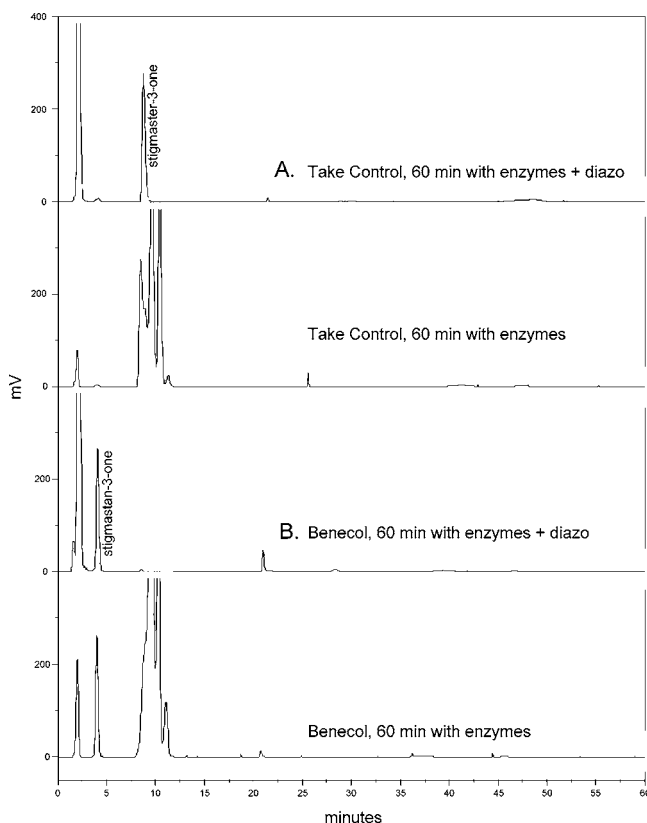 400
stigmaster-3-one
200
A. Take Control, 60 min with enzymes + diazo
0
200
Take Control, 60 min with enzymes
mV
0
stigmastan-3-one
200
B. Benecol, 60 min with enzymes + diazo
0
200
Benecol, 60 min with enzymes
0
0 5 10 15 20 25 30 35 40 45 50 55 60
minutes